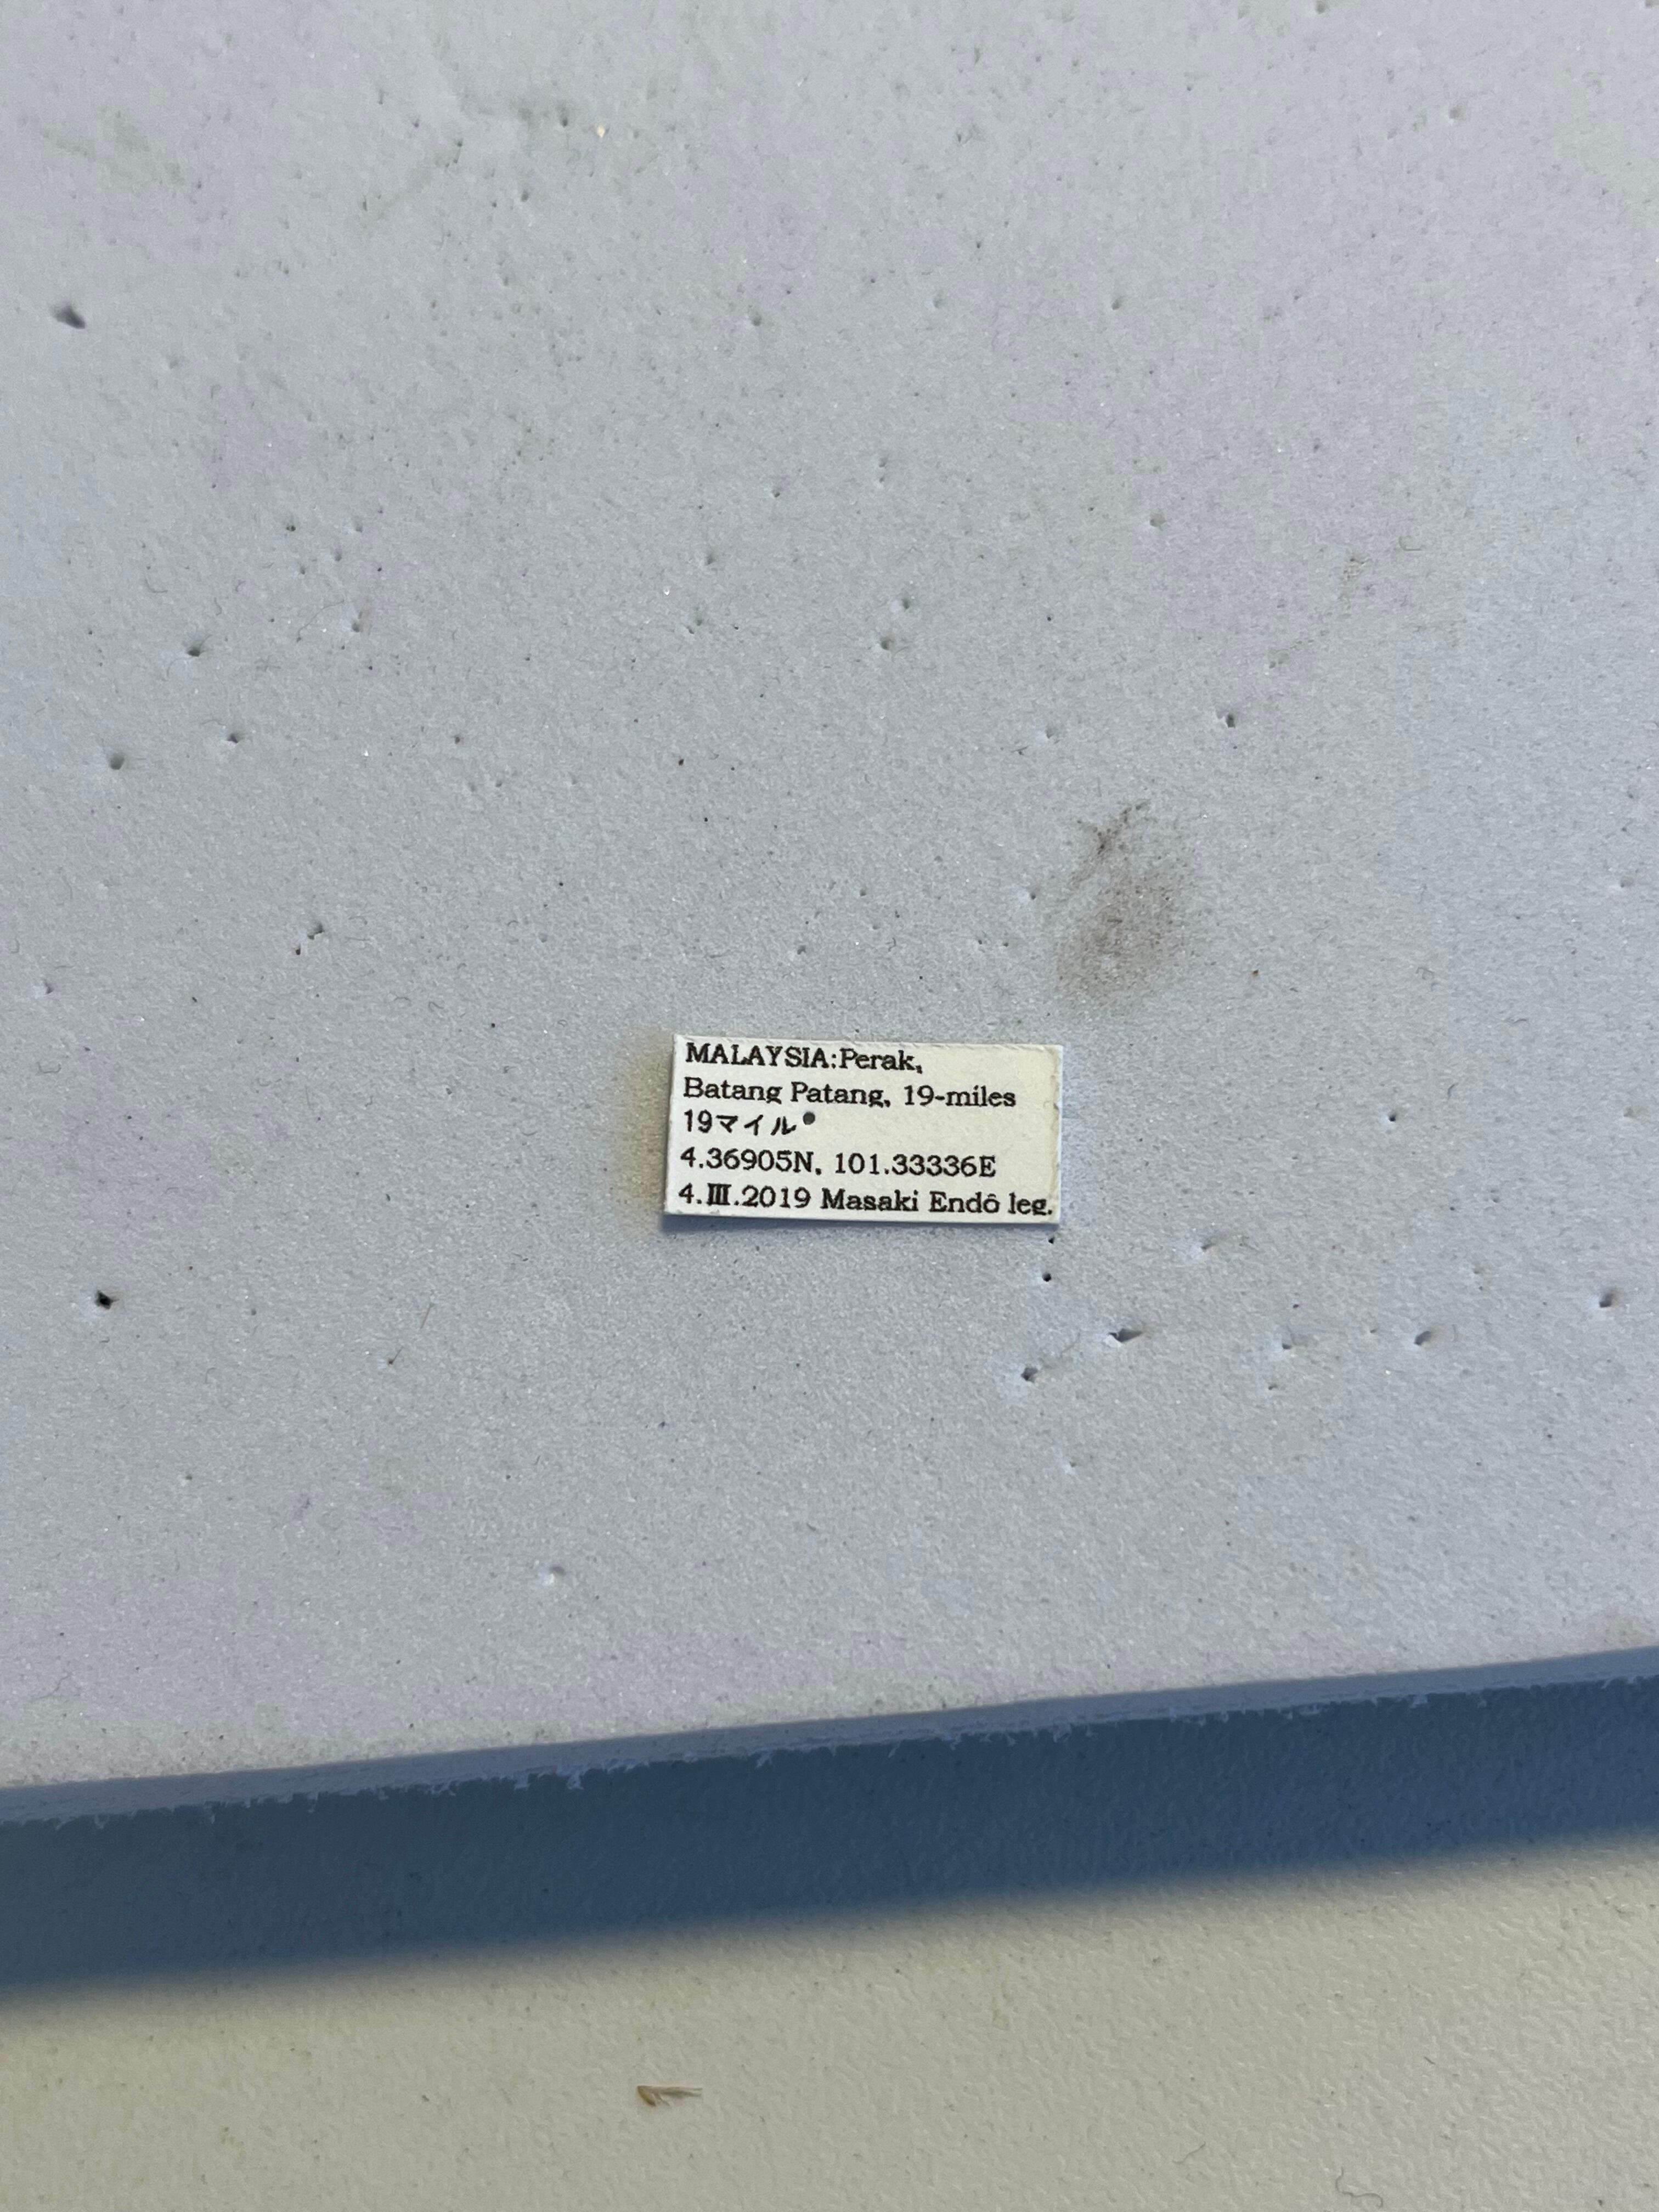 MALAYSIA:Perak,
Batang Patang, 19-miles
19マイル
4.36905N, 101.33336E
4.Ⅲ.2019 Masaki Endô leg.